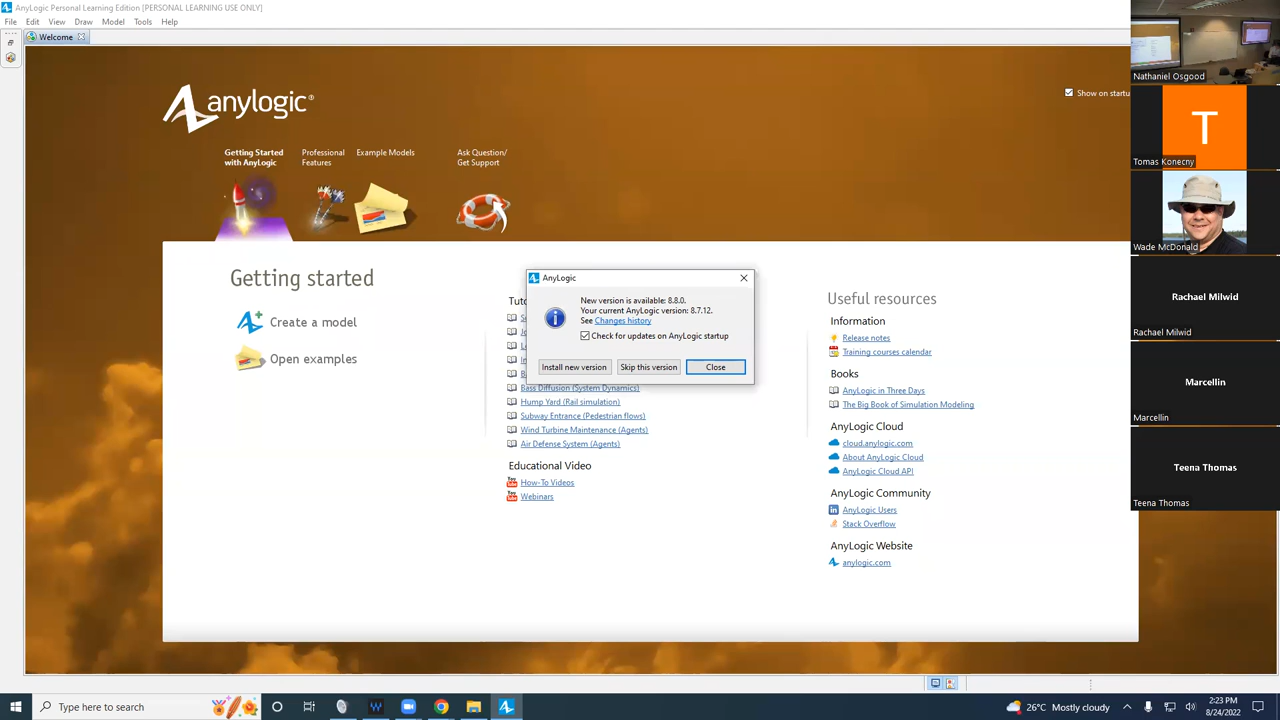 AnyLogic Personal Learning Edition [PERSONAL LEARNING USE ONLY]
File Edit View Draw Model Tools Help
Welcome
anylogic®
Show on startu
Getting Started
with AnyLogic
Professional
Features
Example Models
Ask Question/
Get Support
Getting started
Create a model
Open examples
Tuto
Bass Diffusion (System Dynamics)
Hump Yard (Rail simulation)
Subway Entrance (Pedestrian flows)
Wind Turbine Maintenance (Agents)
Air Defense System (Agents)
Educational Video
How-To Videos
Webinars
AnyLogic
New version is available: 8.8.0.
Your current AnyLogic version: 8.7.12.
See Changes history
Check for updates on AnyLogic startup
Install new version
Skip this version
Close
Useful resources
Information
Release notes
Training courses calendar
Books
AnyLogic in Three Days
The Big Book of Simulation Modeling
AnyLogic Cloud
cloud.anylogic.com
About AnyLogic Cloud
AnyLogic Cloud API
AnyLogic Community
AnyLogic Users
Stack Overflow
AnyLogic Website
anylogic.com
Nathaniel Osgood
T
Tomas Konecny
Wade McDonald
Rachael Milwid
Rachael Milwid
Marcellin
Marcellin
Teena Thomas
Teena Thomas
Type here to search
26°C Mostly cloudy
2:23 PM
8/24/2022